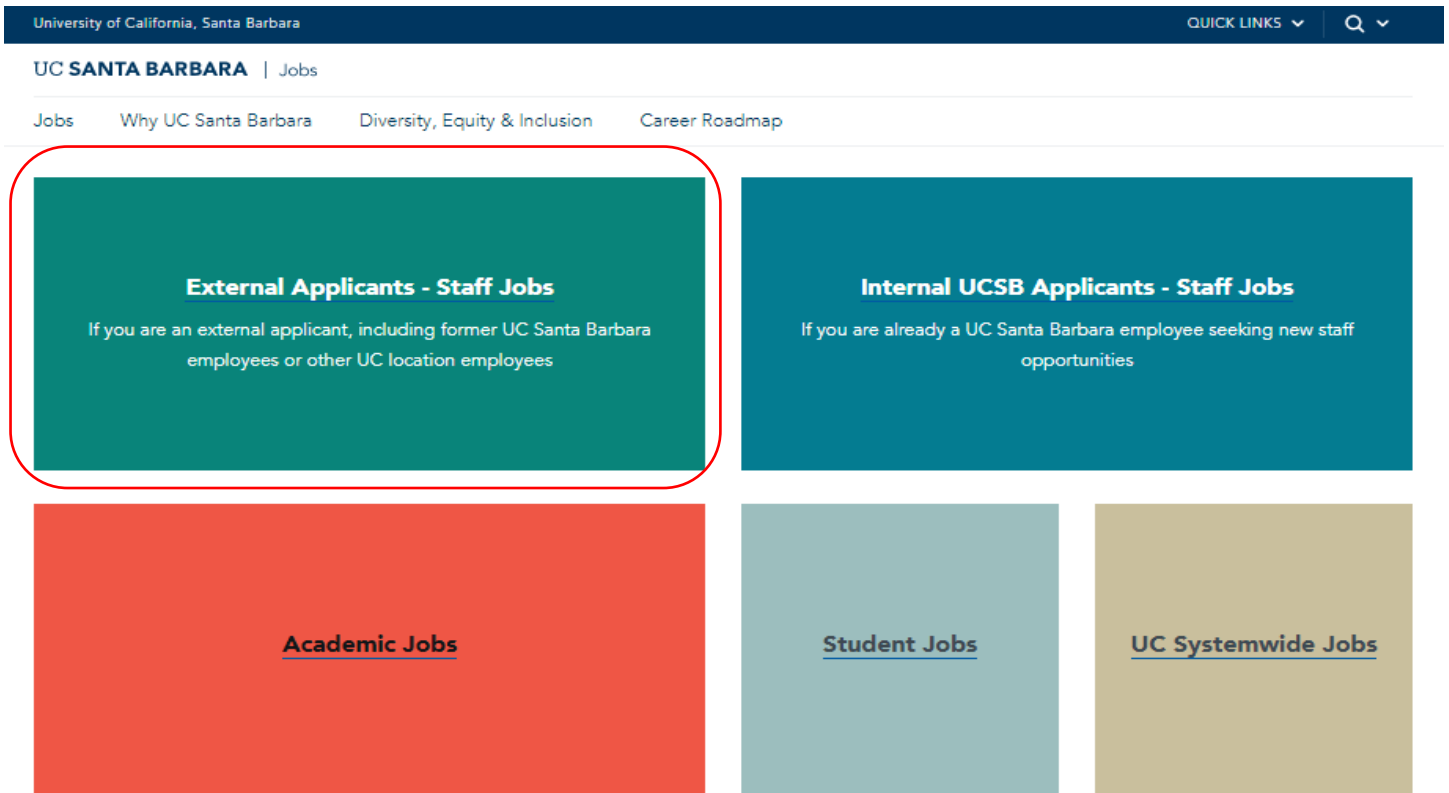 University of California, Santa Barbara
QUICK LINKS
UC SANTA BARBARA | Jobs
Jobs
Why UC Santa Barbara
Diversity, Equity & Inclusion
Career Roadmap
External Applicants - Staff Jobs
If you are an external applicant, including former UC Santa Barbara
employees or other UC location employees
Internal UCSB Applicants - Staff Jobs
If you are already a UC Santa Barbara employee seeking new staff
opportunities
Academic Jobs
Student Jobs
UC Systemwide Jobs